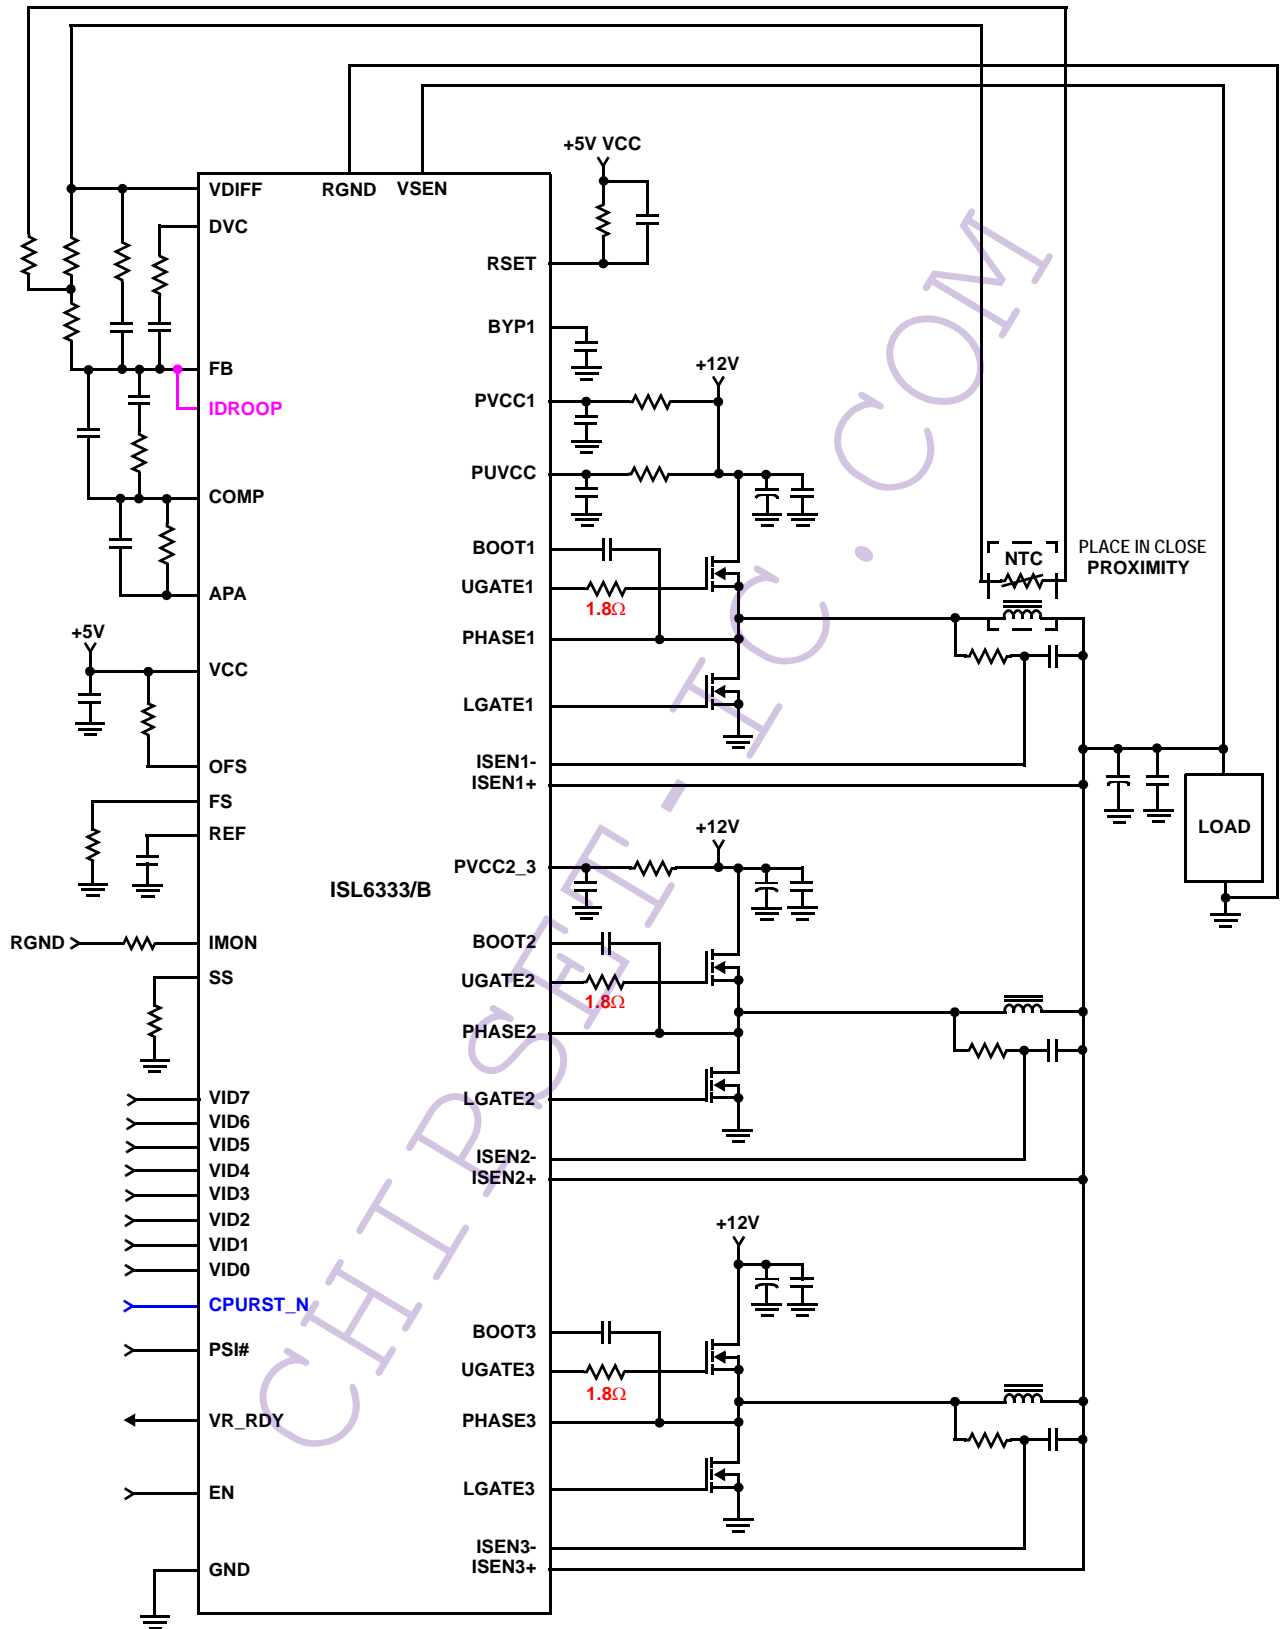 +5V VCC
VDIFF
RGND
VSEN
DVC
RSET
BYP1
+12V
FB
PVCC1
IDROOP
PUVCC
COMP
BOOT1
NTC
PLACE IN CLOSE
PROXIMITY
UGATE1
1.8Ω
APA
+5V
PHASE1
VCC
LGATE1
OFS
ISEN1-
ISEN1+
FS
REF
+12V
LOAD
PVCC2_3
ISL6333/B
RGND
IMON
BOOT2
SS
UGATE2
1.8Ω
PHASE2
VID7
LGATE2
VID6
VID5
ISEN2-
VID4
ISEN2+
VID3
VID2
+12V
VID1
VID0
CPURST_N
BOOT3
PSI#
UGATE3
1.8Ω
VR_RDY
PHASE3
EN
LGATE3
ISEN3-
ISEN3+
GND
CHIPSET-IC.COM